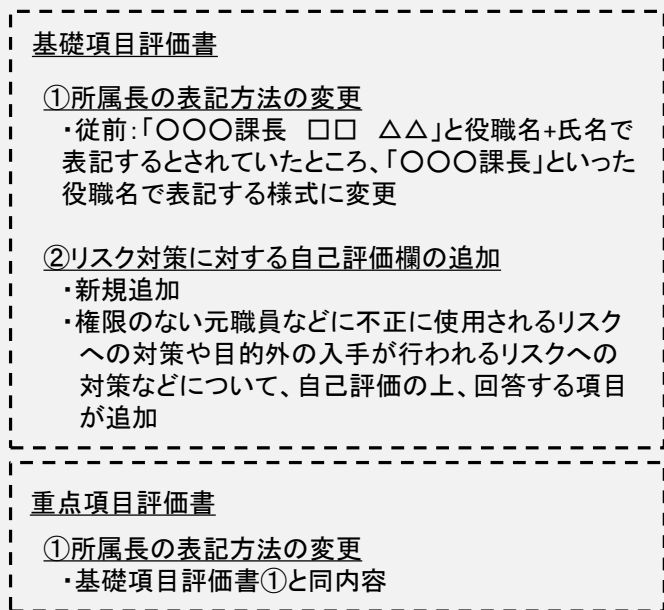 基礎項目評価書
①所属長の表記方法の変更
・従前：「〇〇〇課長　□□　△△」と役職名+氏名で
表記するとされていたところ、「〇〇〇課長」といった
役職名で表記する様式に変更
②リスク対策に対する自己評価欄の追加
・新規追加
・権限のない元職員などに不正に使用されるリスク
への対策や目的外の入手が行われるリスクへの
対策などについて、自己評価の上、回答する項目
が追加
重点項目評価書
①所属長の表記方法の変更
・基礎項目評価書①と同内容